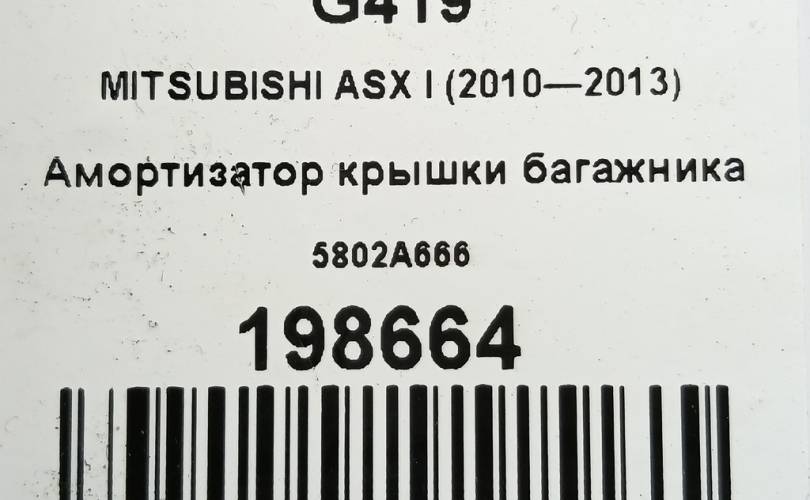 G419
MITSUBISHI ASX I (2010—2013)
Амортизатор крышки багажника
5802A666
198664